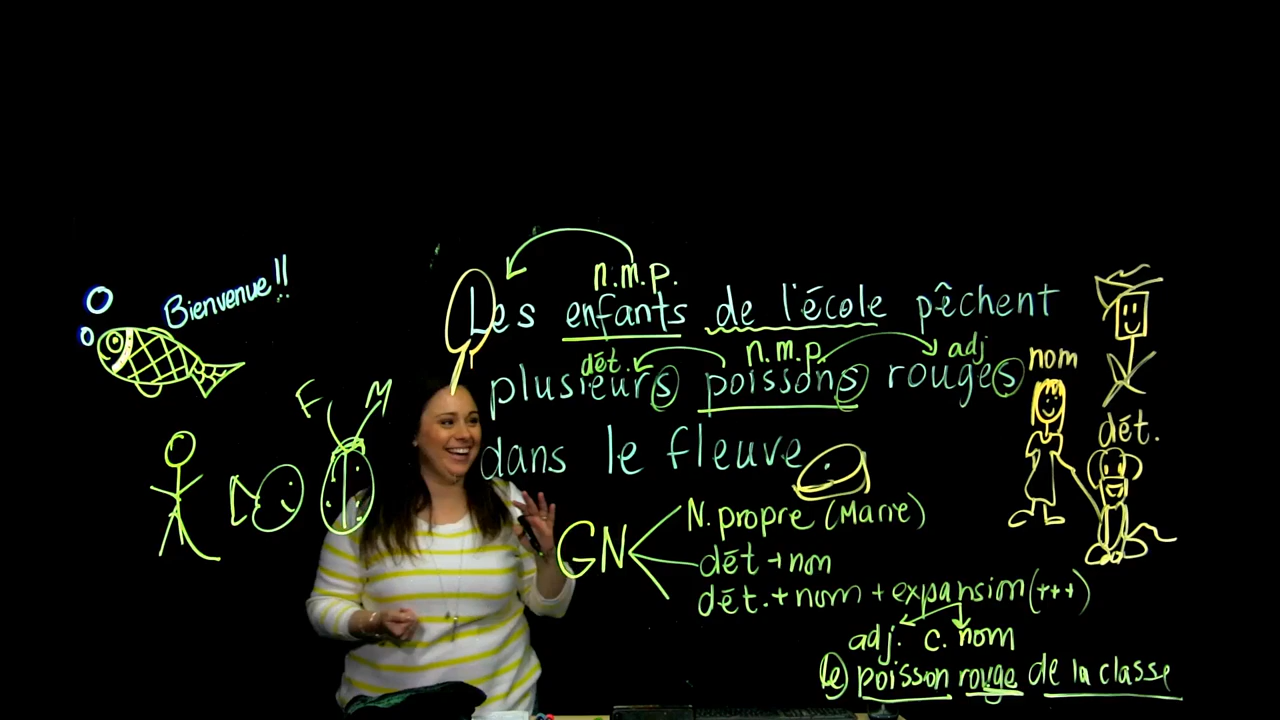 Bienvenue!!
n.m.p.
Les enfants de l'école pêchent
dét. n.m.p. adj
plusieurs poissons rouges
dans le fleuve
nom
dét.
F M
GN
N. propre (Marie)
dét + nom
dét. + nom + expansion (+++)
adj. c. nom
le poisson rouge de la classe